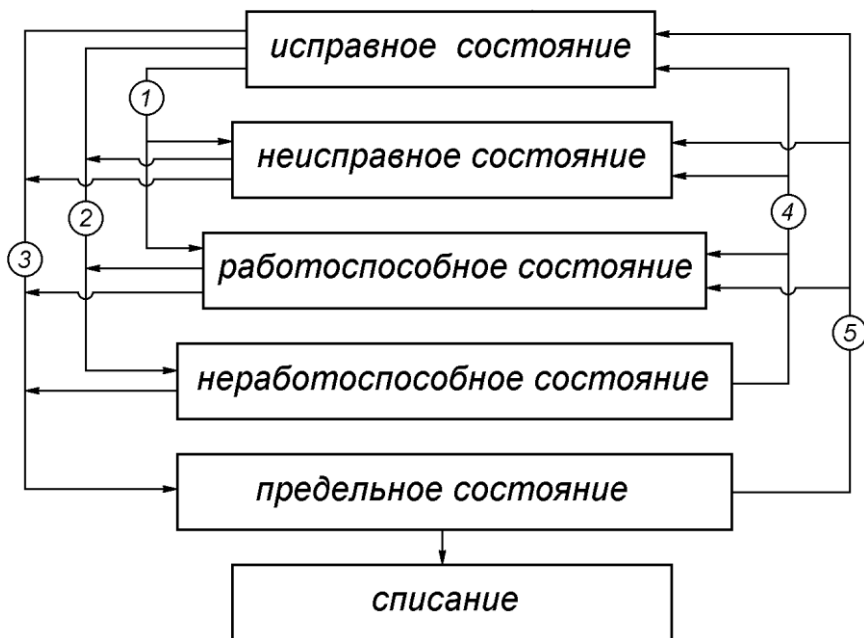 исправное состояние
1
неисправное состояние
2
4
3
работоспособное состояние
5
неработоспособное состояние
предельное состояние
списание